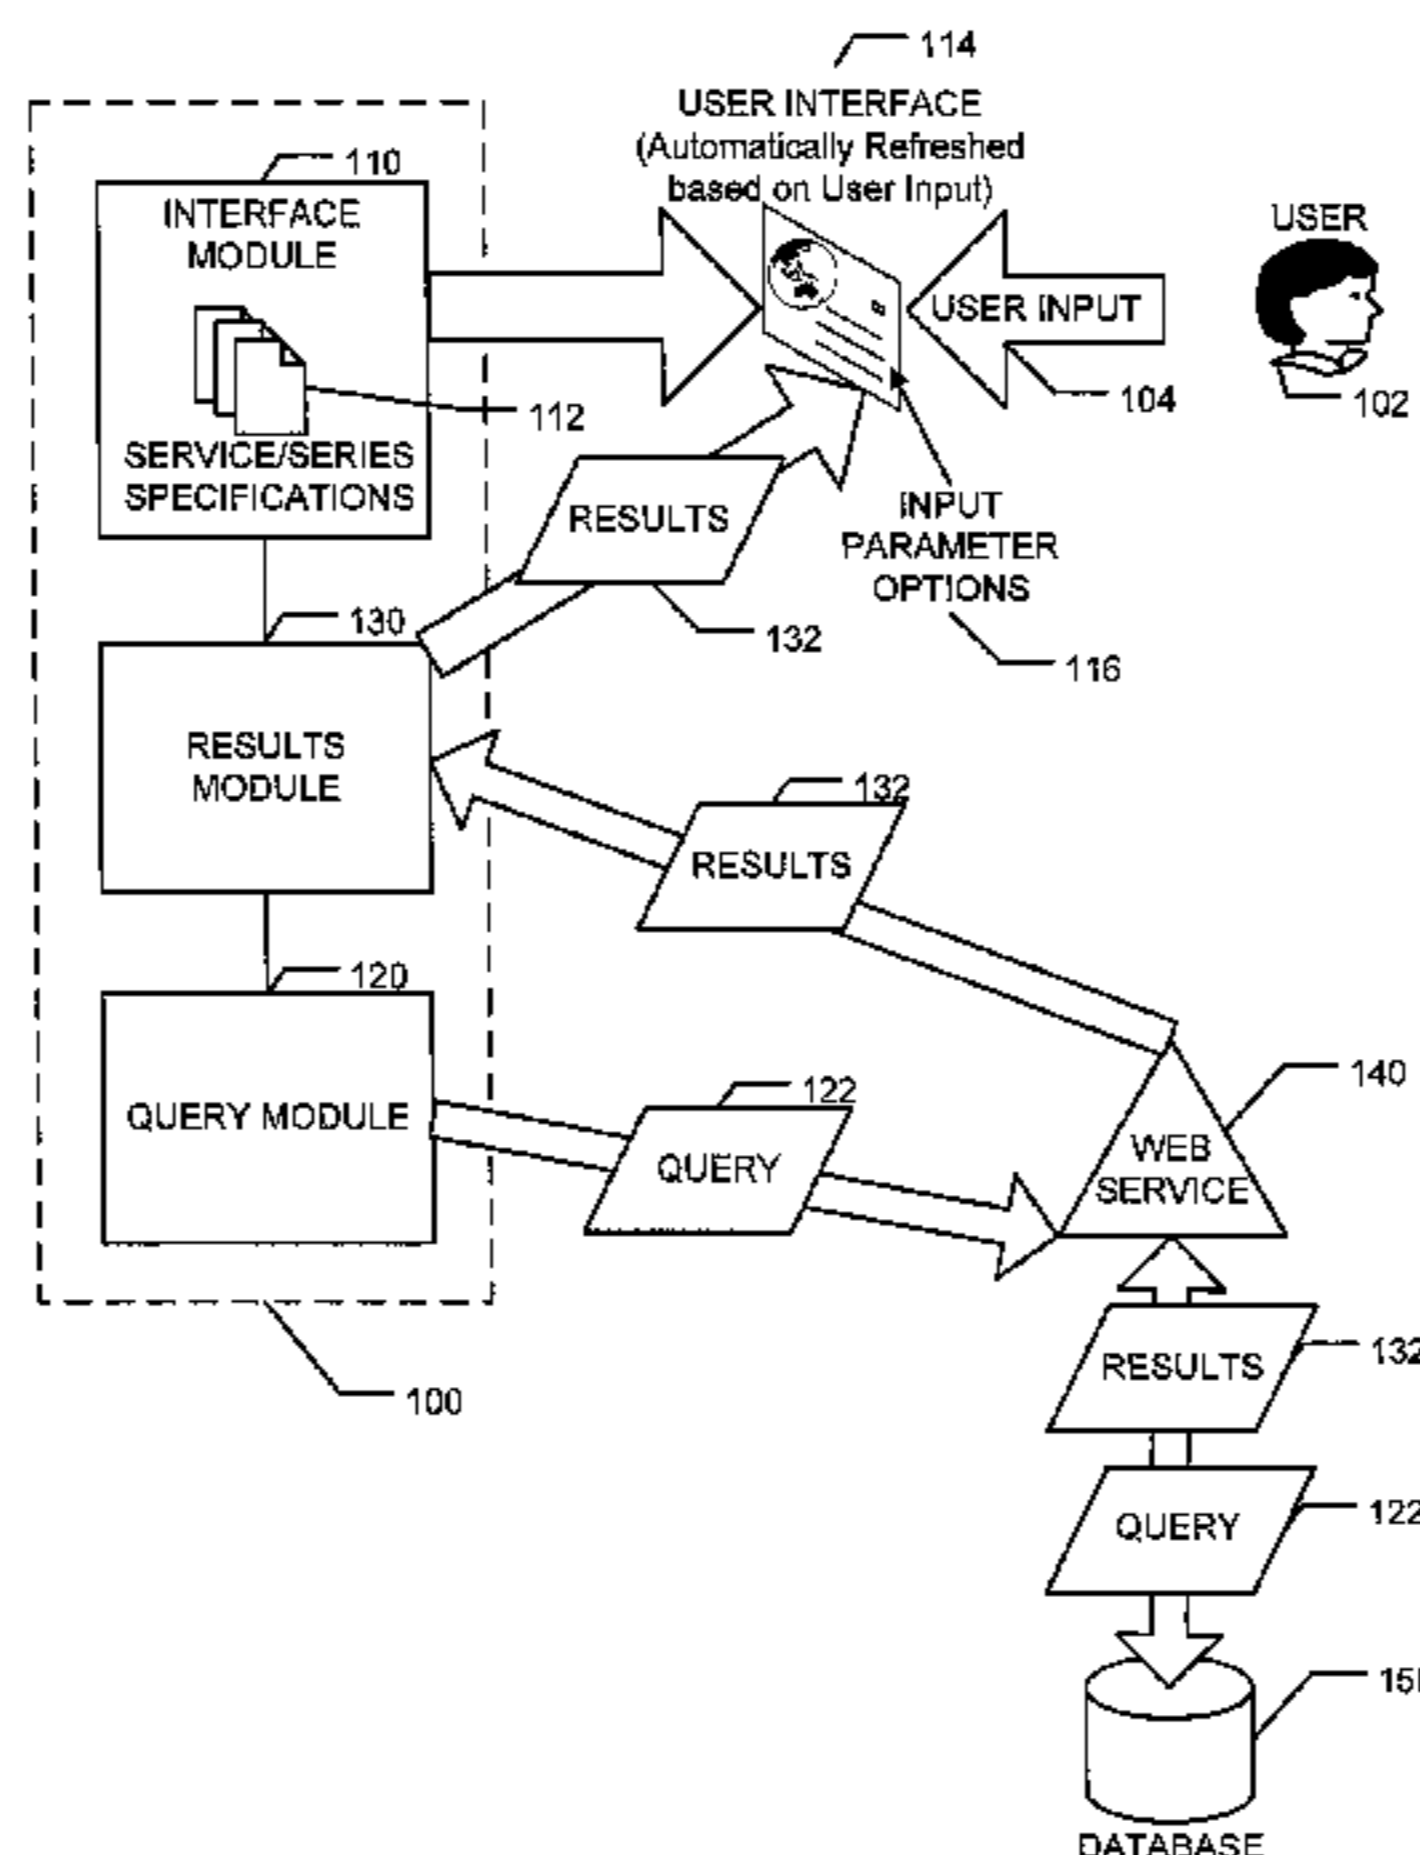 114
USER INTERFACE
(Automatically Refreshed
based on User Input)
110
INTERFACE
MODULE
USER
USER INPUT
104
102
112
SERVICE/SERIES
SPECIFICATIONS
RESULTS
INPUT
PARAMETER
OPTIONS
130
132
116
RESULTS
MODULE
132
RESULTS
120
QUERY MODULE
122
QUERY
140
WEB
SERVICE
RESULTS
132
100
QUERY
122
DATABASE